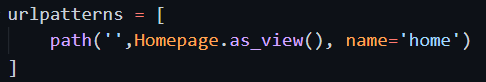 urlpatterns = [
    path('',Homepage.as_view(), name='home')
]